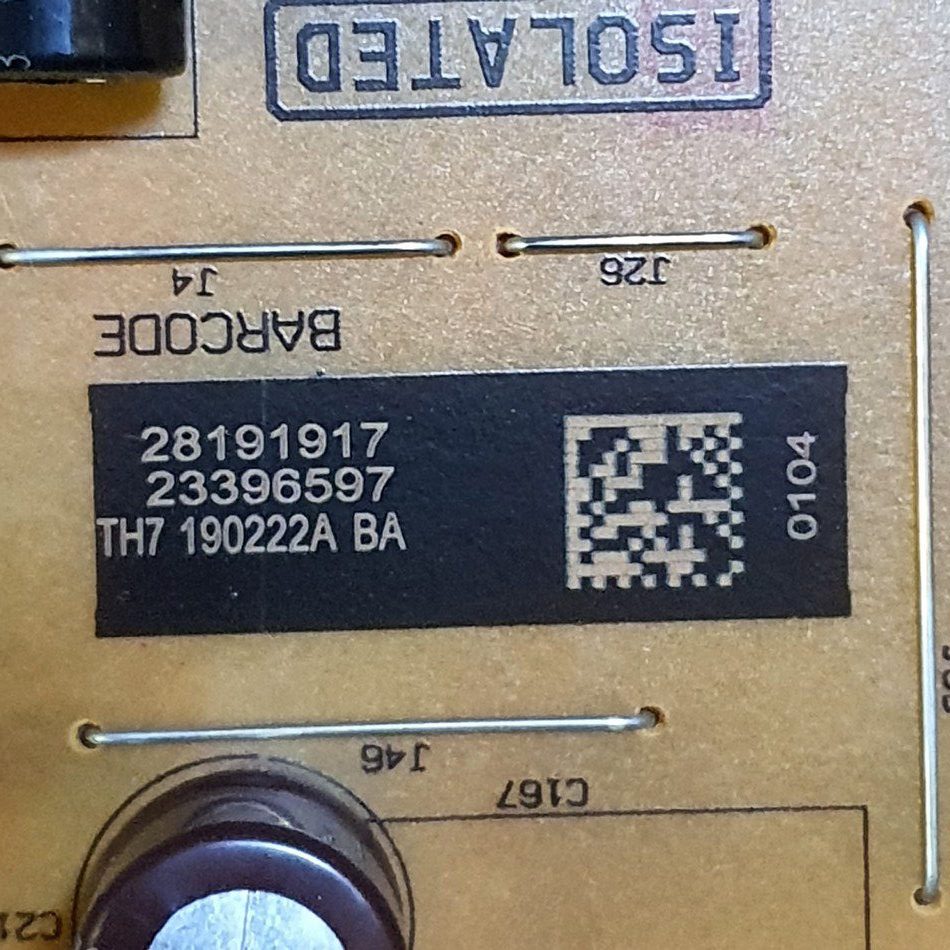 ISOLATED
J4
J26
BARCODE
28191917
23396597
TH7 190222A BA
0104
J46
C167